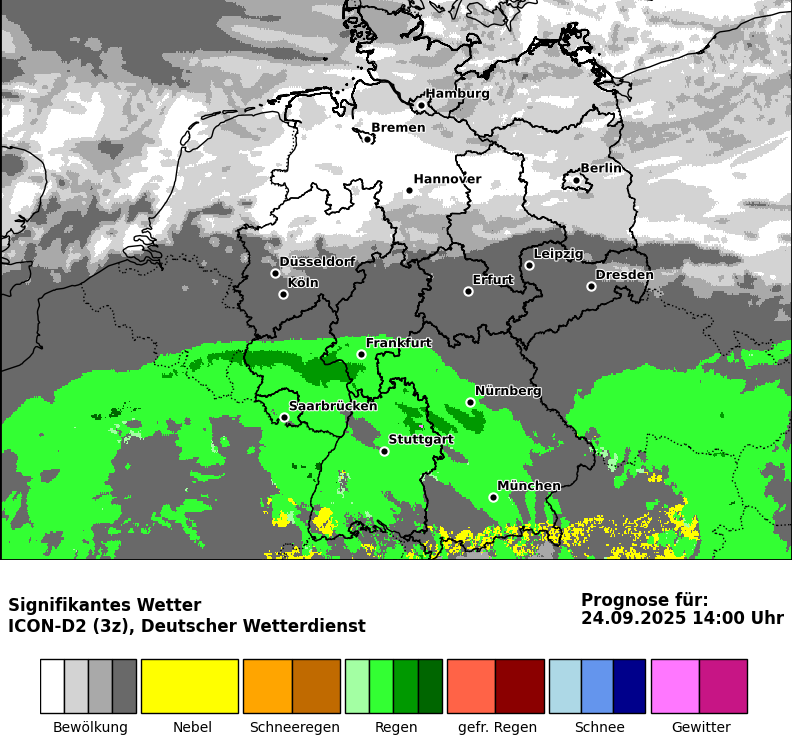 Hamburg
Bremen
Berlin
Hannover
Leipzig
Düsseldorf
Dresden
Köln
Erfurt
Frankfurt
Nürnberg
Saarbrücken
Stuttgart
München
Signifikantes Wetter
ICON-D2 (3z), Deutscher Wetterdienst
Prognose für:
24.09.2025 14:00 Uhr
Bewölkung Nebel Schneeregen Regen gefr. Regen Schnee Gewitter